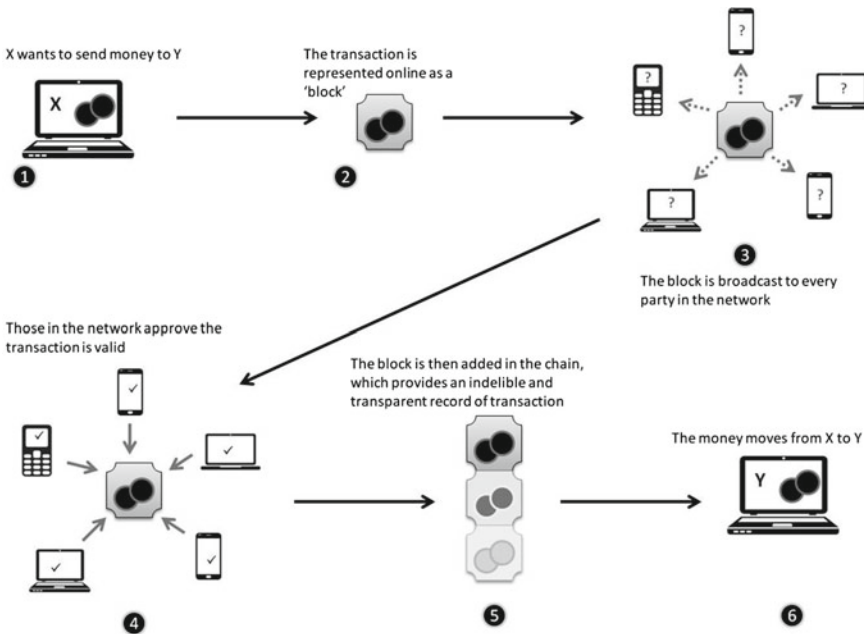 X wants to send money to Y
X
1
The transaction is
represented online as a
'block'
2
?
?
?
?
?
3
The block is broadcast to every
party in the network
Those in the network approve the
transaction is valid
✓
✓
✓
✓
✓
4
The block is then added in the chain,
which provides an indelible and
transparent record of transaction
5
The money moves from X to Y
Y
6